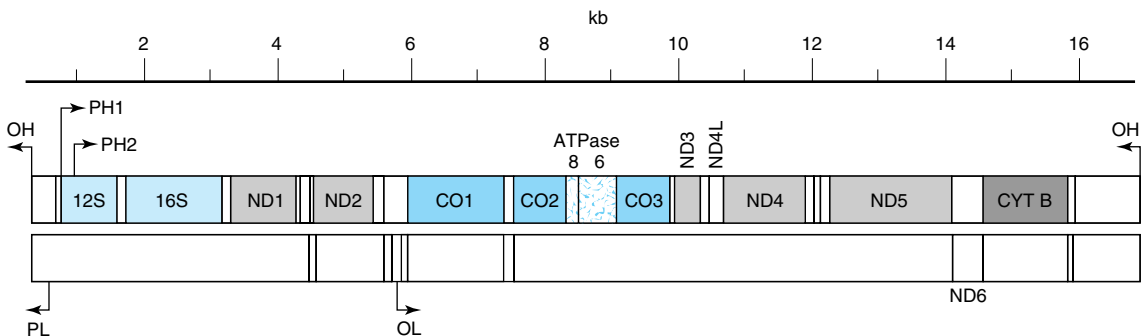 kb
2 4 6 8 10 12 14 16
PH1
OH PH2 ATPase ND3 ND4L OH
8 6
12S 16S ND1 ND2 CO1 CO2 CO3 ND4 ND5 CYT B
ND6
PL OL